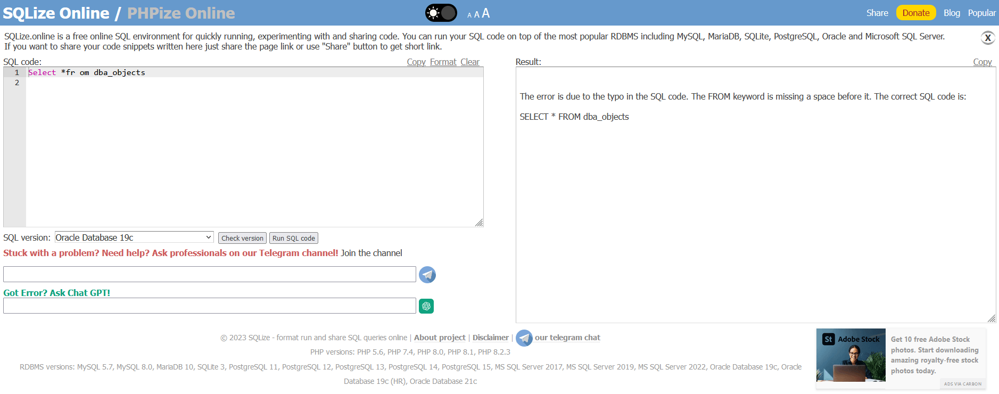 SQLize Online / PHPize Online
A A A
Share Donate Blog Popular
SQLize.online is a free online SQL environment for quickly running, experimenting with and sharing code. You can run your SQL code on top of the most popular RDBMS including MySQL, MariaDB, SQLite, PostgreSQL, Oracle and Microsoft SQL Server.
If you want to share your code snippets written here just share the page link or use "Share" button to get short link.
X
SQL code: Copy Format Clear
1 Select *fr om dba_objects
2
SQL version: Oracle Database 19c Check version Run SQL code
Stuck with a problem? Need help? Ask professionals on our Telegram channel! Join the channel
Got Error? Ask Chat GPT!
Result: Copy
The error is due to the typo in the SQL code. The FROM keyword is missing a space before it. The correct SQL code is:
SELECT * FROM dba_objects
© 2023 SQLize - format run and share SQL queries online | About project | Disclaimer | our telegram chat
PHP versions: PHP 5.6, PHP 7.4, PHP 8.0, PHP 8.1, PHP 8.2.3
RDBMS versions: MySQL 5.7, MySQL 8.0, MariaDB 10, SQLite 3, PostgreSQL 11, PostgreSQL 12, PostgreSQL 13, PostgreSQL 14, PostgreSQL 15, MS SQL Server 2017, MS SQL Server 2019, MS SQL Server 2022, Oracle Database 19c, Oracle
Database 19c (HR), Oracle Database 21c
St Adobe Stock
Get 10 free Adobe Stock
photos. Start downloading
amazing royalty-free stock
photos today.
ADS VIA CARBON